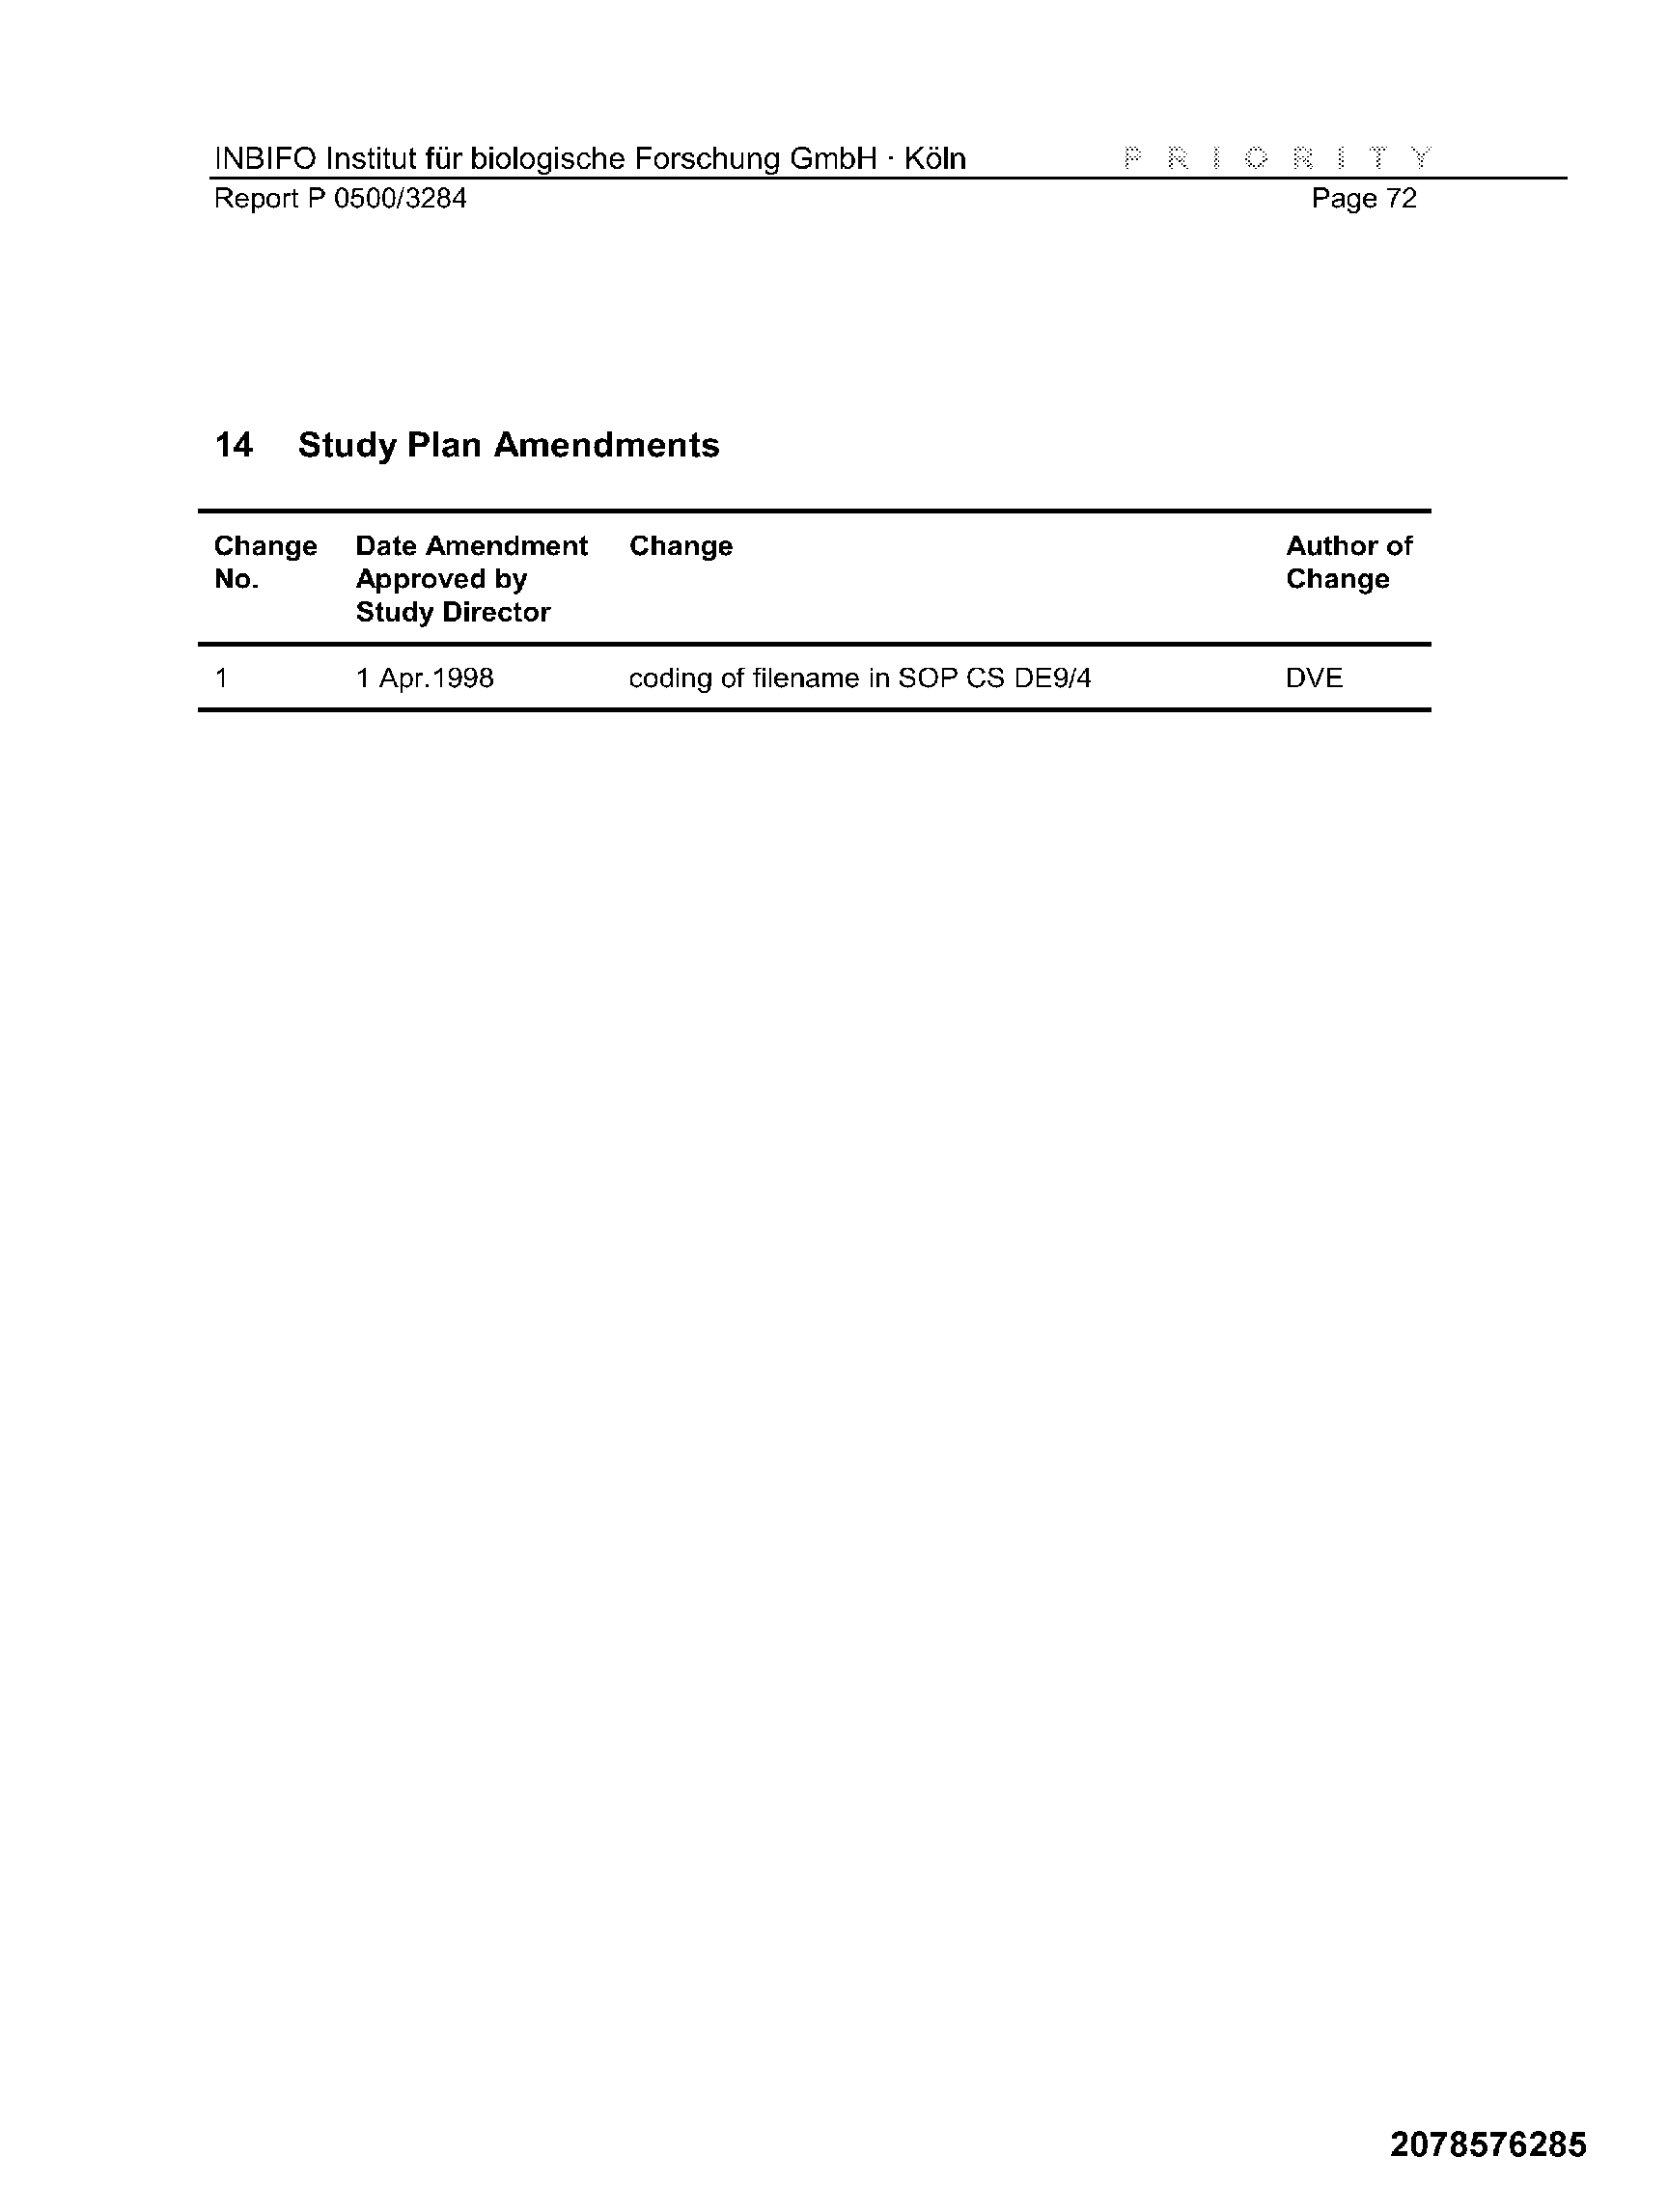 INBIFO Institut für biologische Forschung GmbH · Köln P R I O R I T Y
Report P 0500/3284 Page 72
14 Study Plan Amendments
Change Date Amendment Change Author of
No. Approved by Change
Study Director
1 1 Apr.1998 coding of filename in SOP CS DE9/4 DVE
2078576285